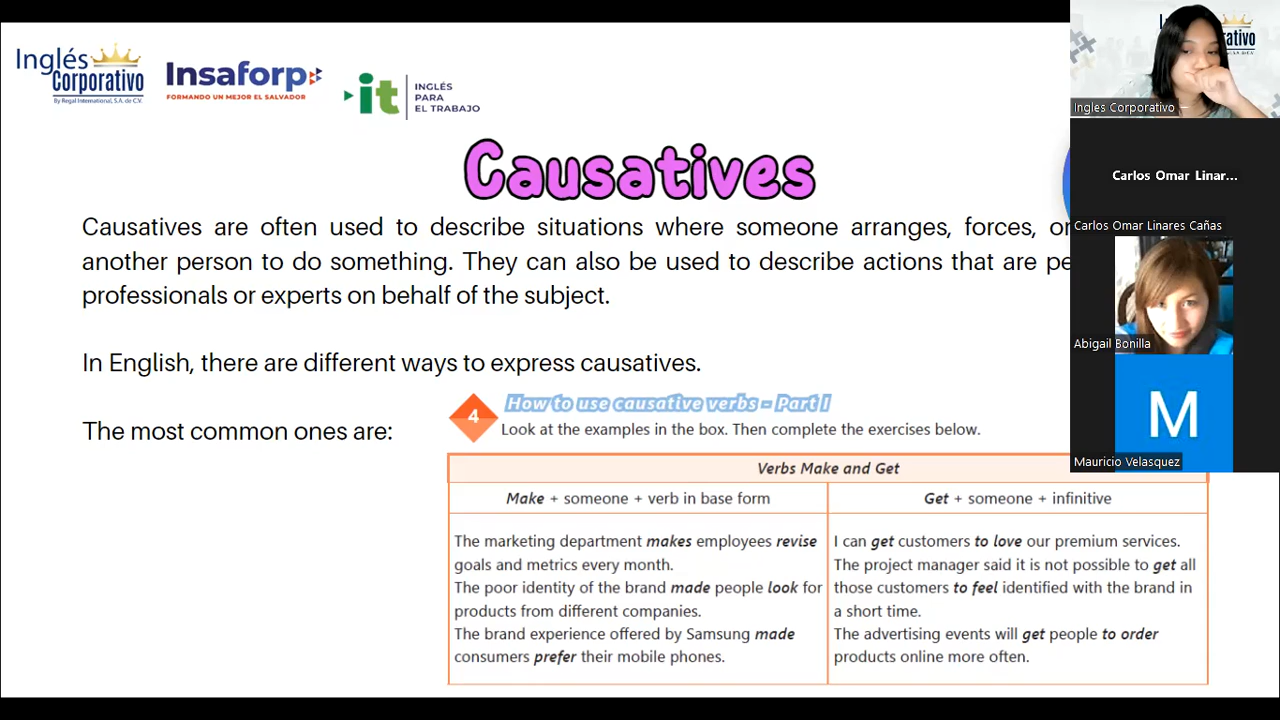 Inglés
Corporativo
By Regal International, S.A. de C.V.
Insaforp
FORMANDO UN MEJOR EL SALVADOR
it
INGLÉS
PARA
EL TRABAJO
Causatives
Causatives are often used to describe situations where someone arranges, forces, or
another person to do something. They can also be used to describe actions that are pe
professionals or experts on behalf of the subject.
In English, there are different ways to express causatives.
The most common ones are:
4
How to use causative verbs - Part I
Look at the examples in the box. Then complete the exercises below.
Verbs Make and Get
Make + someone + verb in base form
The marketing department makes employees revise
goals and metrics every month.
The poor identity of the brand made people look for
products from different companies.
The brand experience offered by Samsung made
consumers prefer their mobile phones.
Get + someone + infinitive
I can get customers to love our premium services.
The project manager said it is not possible to get all
those customers to feel identified with the brand in
a short time.
The advertising events will get people to order
products online more often.
Ingles Corporativo
Carlos Omar Linar...
Carlos Omar Linares Cañas
Abigail Bonilla
M
Mauricio Velasquez